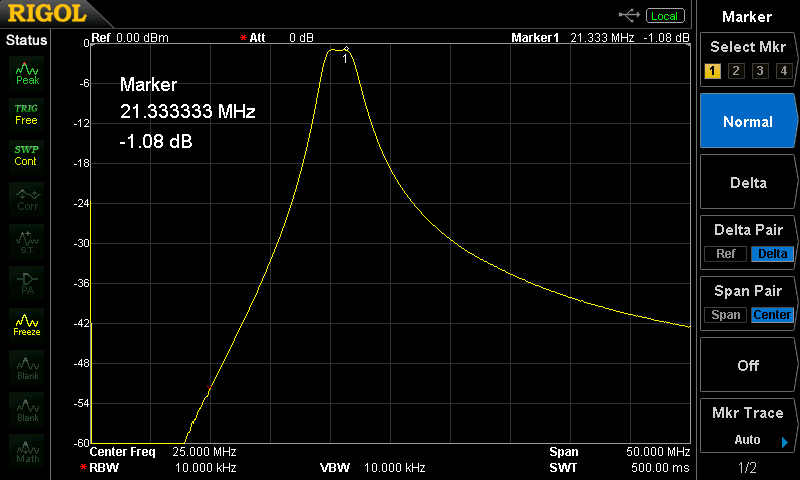 RIGOL
Local
Status
Ref 0.00 dBm
* Att 0 dB
Marker1 21.333 MHz -1.08 dB
Peak
TRIG
Free
SWP
Cont
Corr
S.T.
PA
Freeze
Blank
Blank
Math
0
-6
-12
-18
-24
-30
-36
-42
-48
-54
-60
1
Marker
21.333333 MHz
-1.08 dB
Center Freq 25.000 MHz
Span 50.000 MHz
* RBW 10.000 kHz
VBW 10.000 kHz
SWT 500.00 ms
Marker
Select Mkr
1 2 3 4
Normal
Delta
Delta Pair
Ref Delta
Span Pair
Span Center
Off
Mkr Trace
Auto
1/2